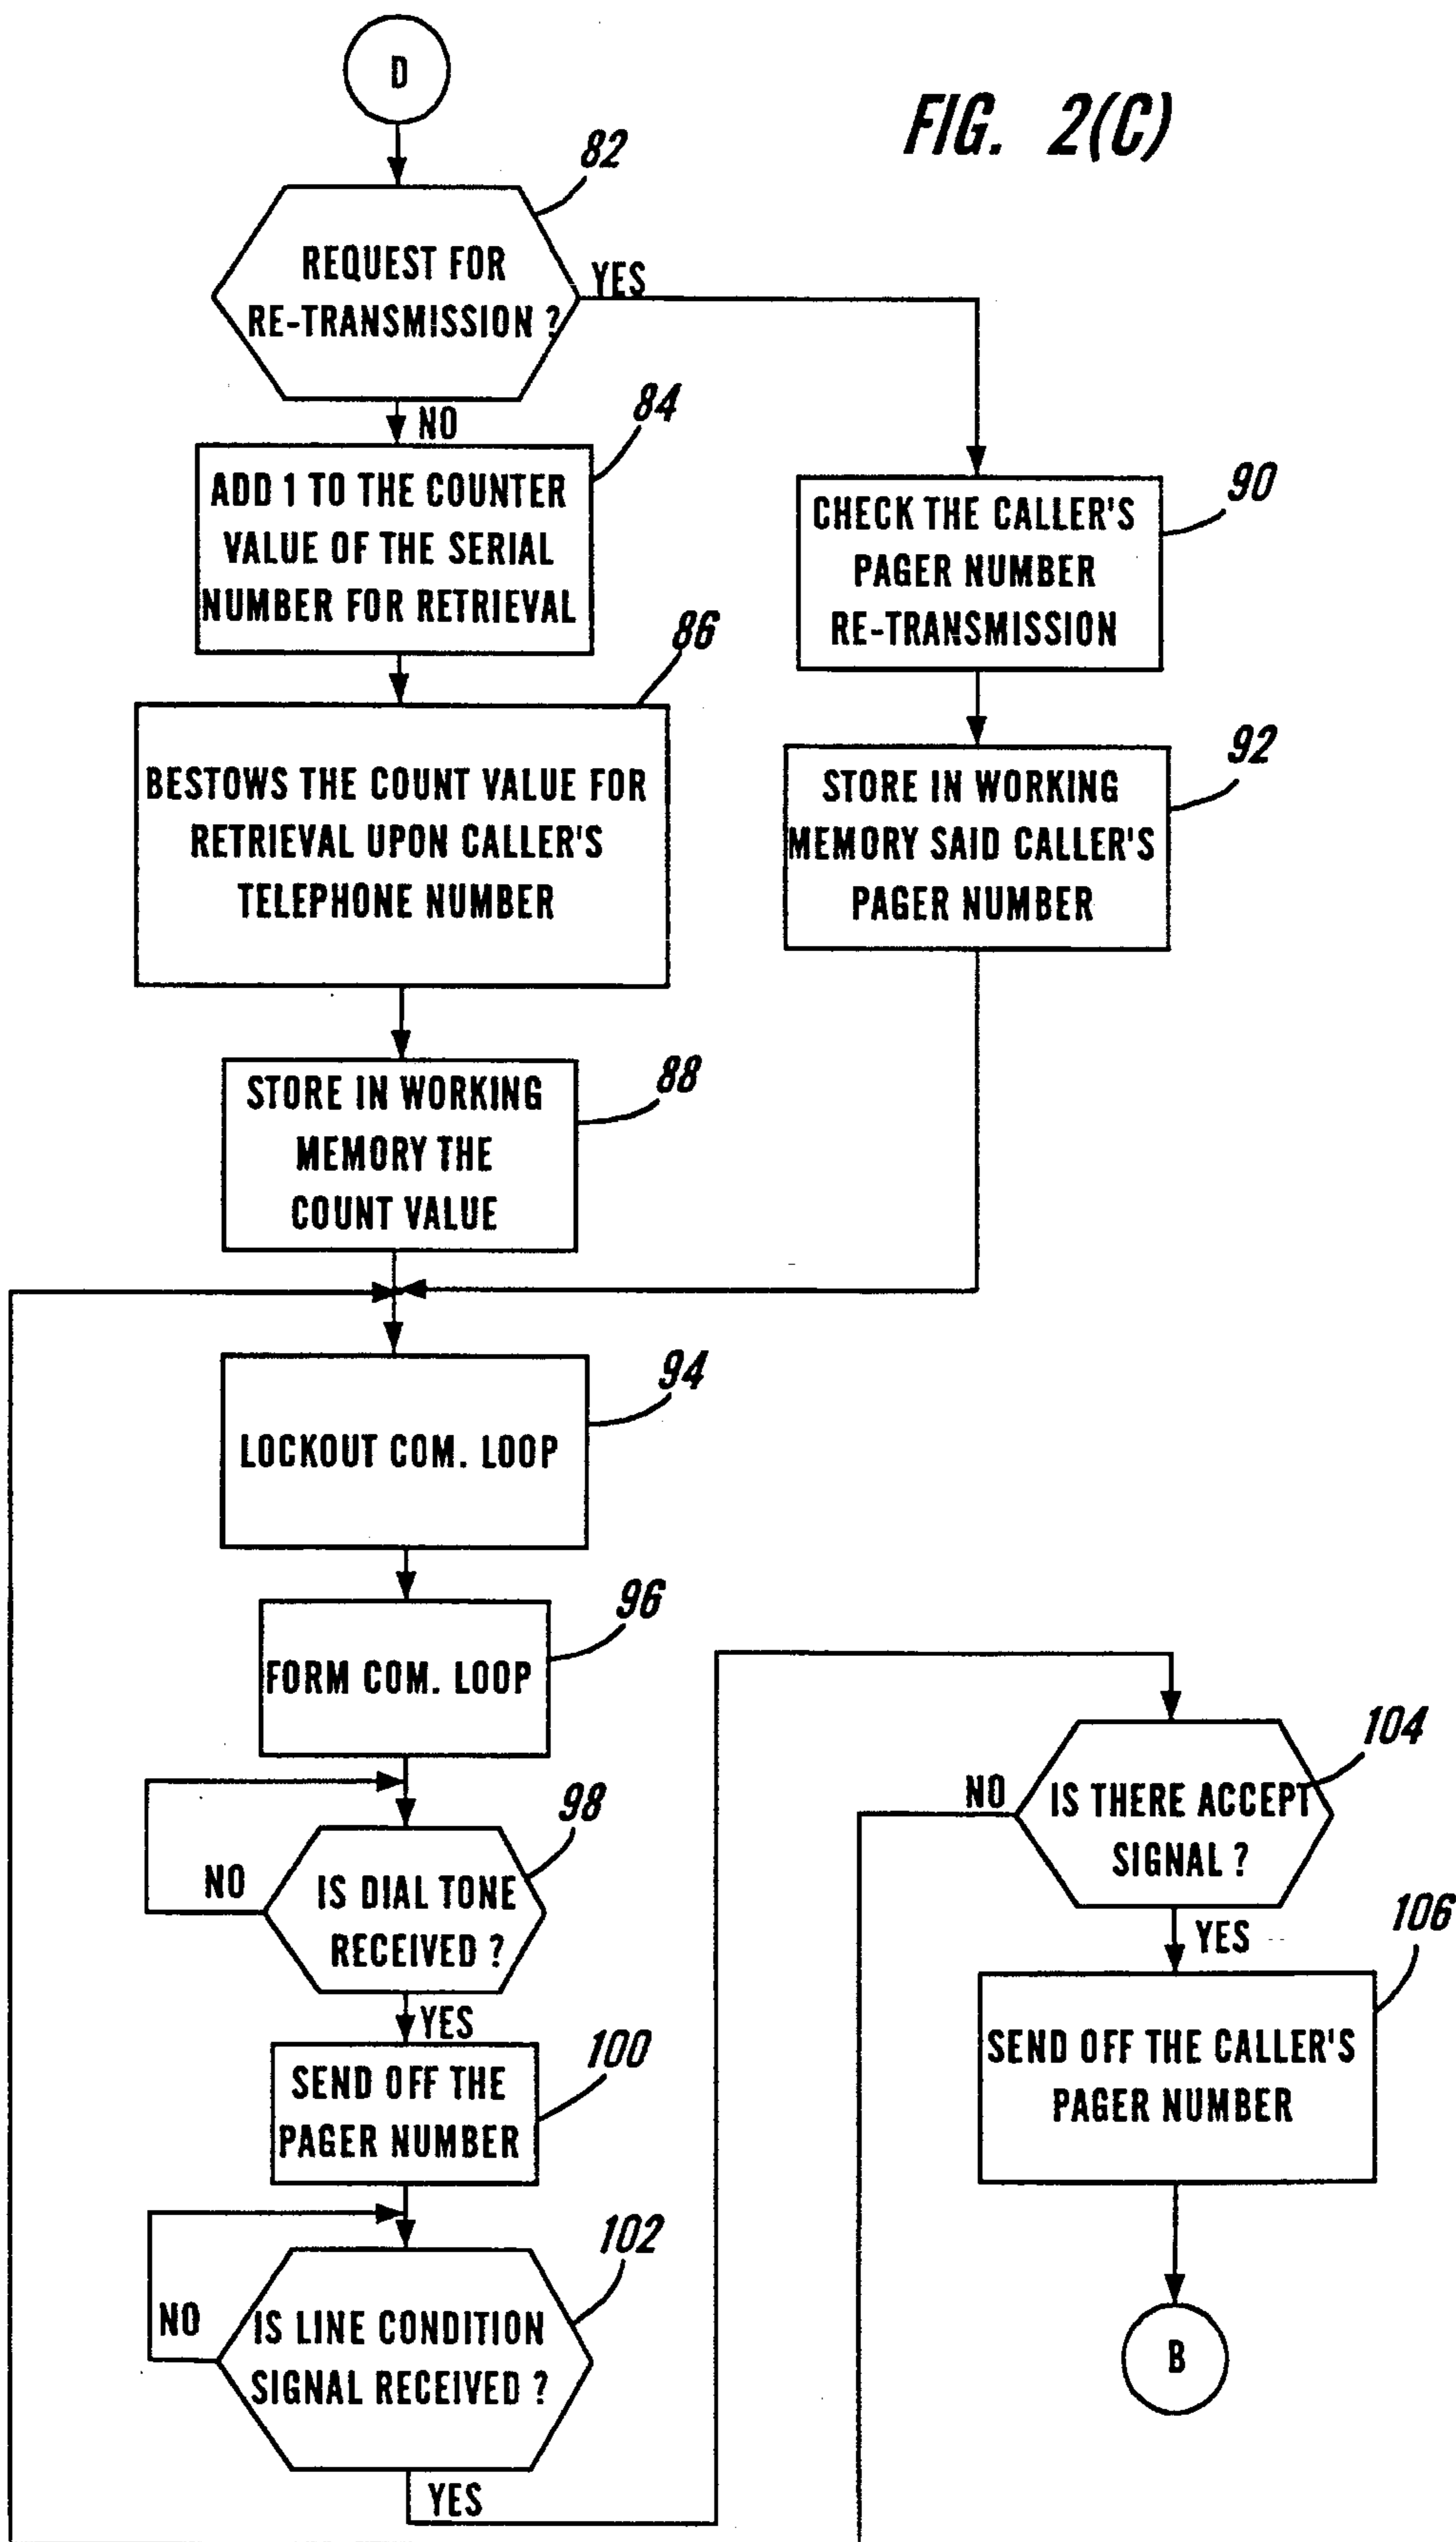 D
FIG. 2(C)
82
REQUEST FOR
RE-TRANSMISSION ?
YES
NO
84
ADD 1 TO THE COUNTER
VALUE OF THE SERIAL
NUMBER FOR RETRIEVAL
90
CHECK THE CALLER'S
PAGER NUMBER
RE-TRANSMISSION
86
BESTOWS THE COUNT VALUE FOR
RETRIEVAL UPON CALLER'S
TELEPHONE NUMBER
92
STORE IN WORKING
MEMORY SAID CALLER'S
PAGER NUMBER
88
STORE IN WORKING
MEMORY THE
COUNT VALUE
94
LOCKOUT COM. LOOP
96
FORM COM. LOOP
98
NO
IS DIAL TONE
RECEIVED ?
YES
100
SEND OFF THE
PAGER NUMBER
102
NO
IS LINE CONDITION
SIGNAL RECEIVED ?
YES
104
NO
IS THERE ACCEPT
SIGNAL ?
YES
106
SEND OFF THE CALLER'S
PAGER NUMBER
B